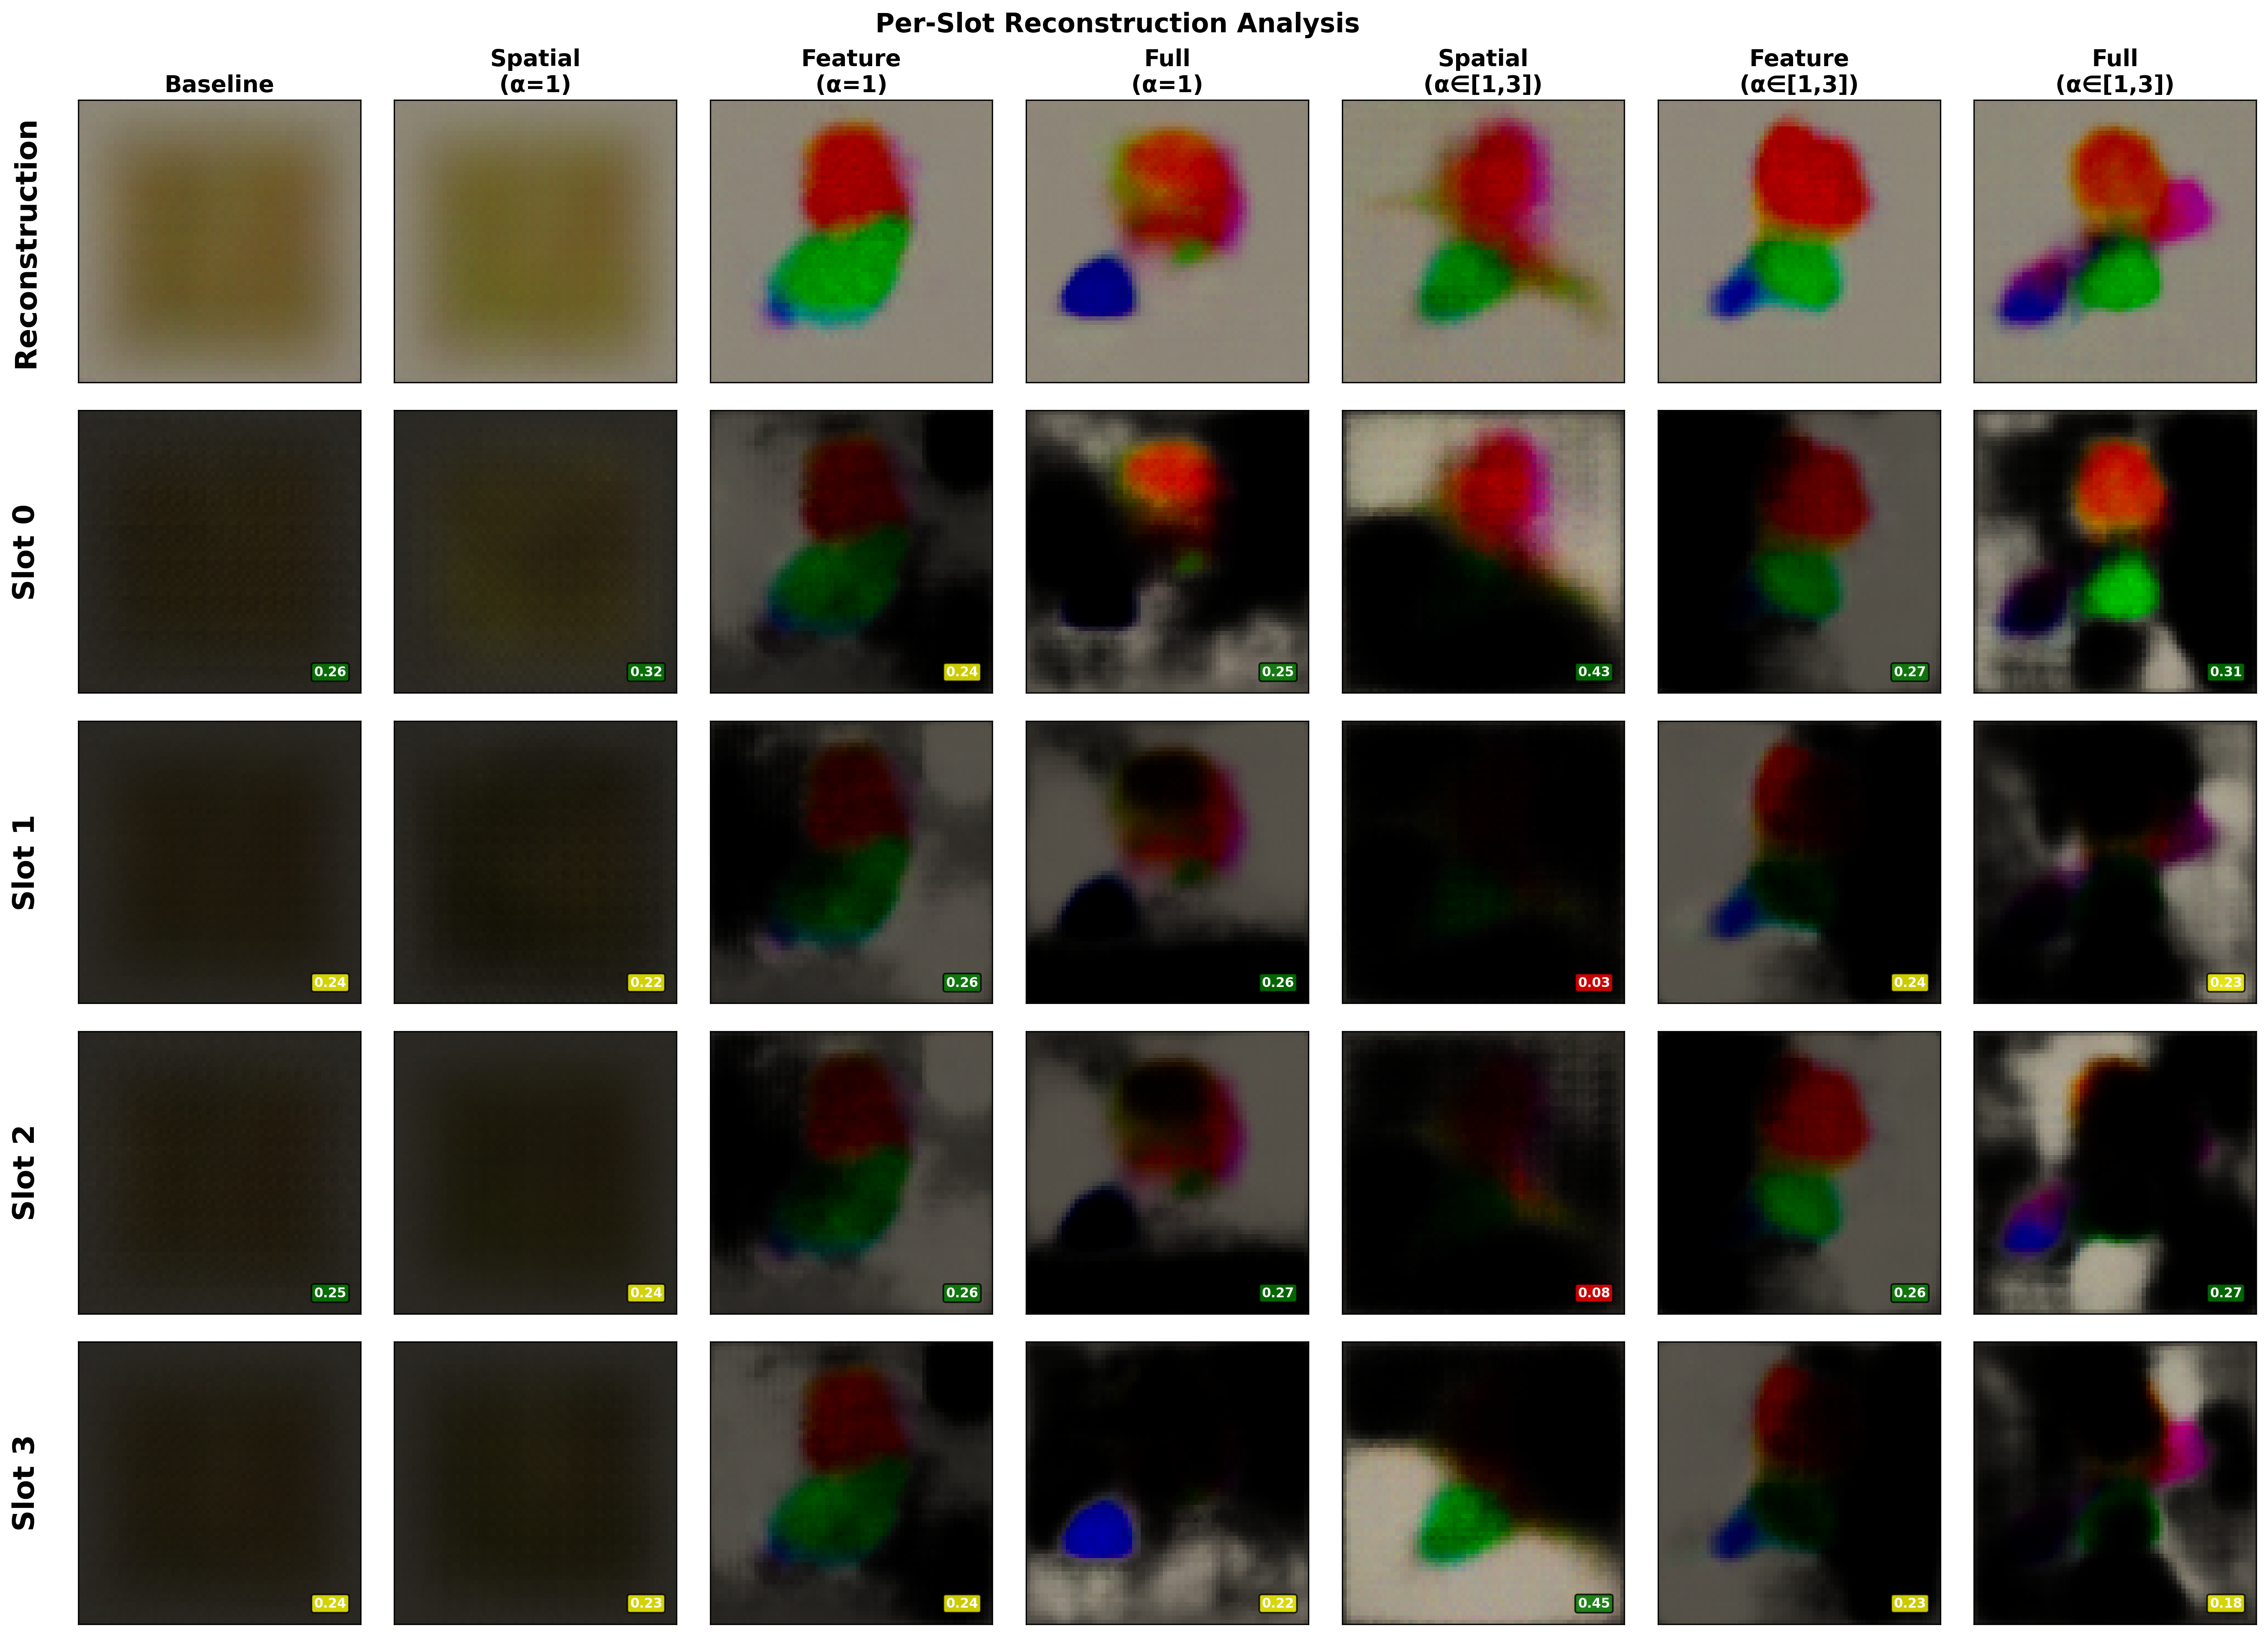 Per-Slot Reconstruction Analysis
Baseline
Spatial
(α=1)
Feature
(α=1)
Full
(α=1)
Spatial
(α∈[1,3])
Feature
(α∈[1,3])
Full
(α∈[1,3])
Reconstruction
Slot 0
0.26
0.32
0.24
0.25
0.43
0.27
0.31
Slot 1
0.24
0.22
0.26
0.26
0.03
0.24
0.23
Slot 2
0.25
0.24
0.26
0.27
0.08
0.26
0.27
Slot 3
0.24
0.23
0.24
0.22
0.45
0.23
0.18